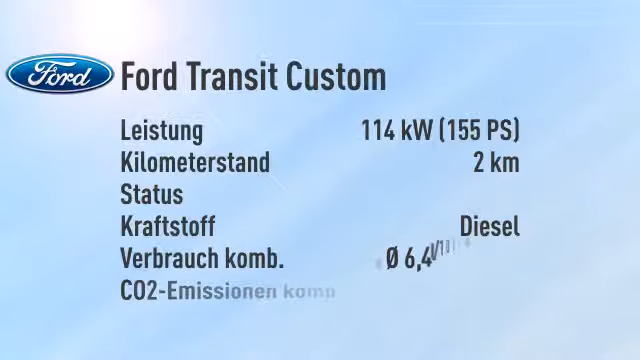 Ford
Ford Transit Custom
Leistung 114 kW (155 PS)
Kilometerstand 2 km
Status
Kraftstoff Diesel
Verbrauch komb. Ø 6,4
CO2-Emissionen komb